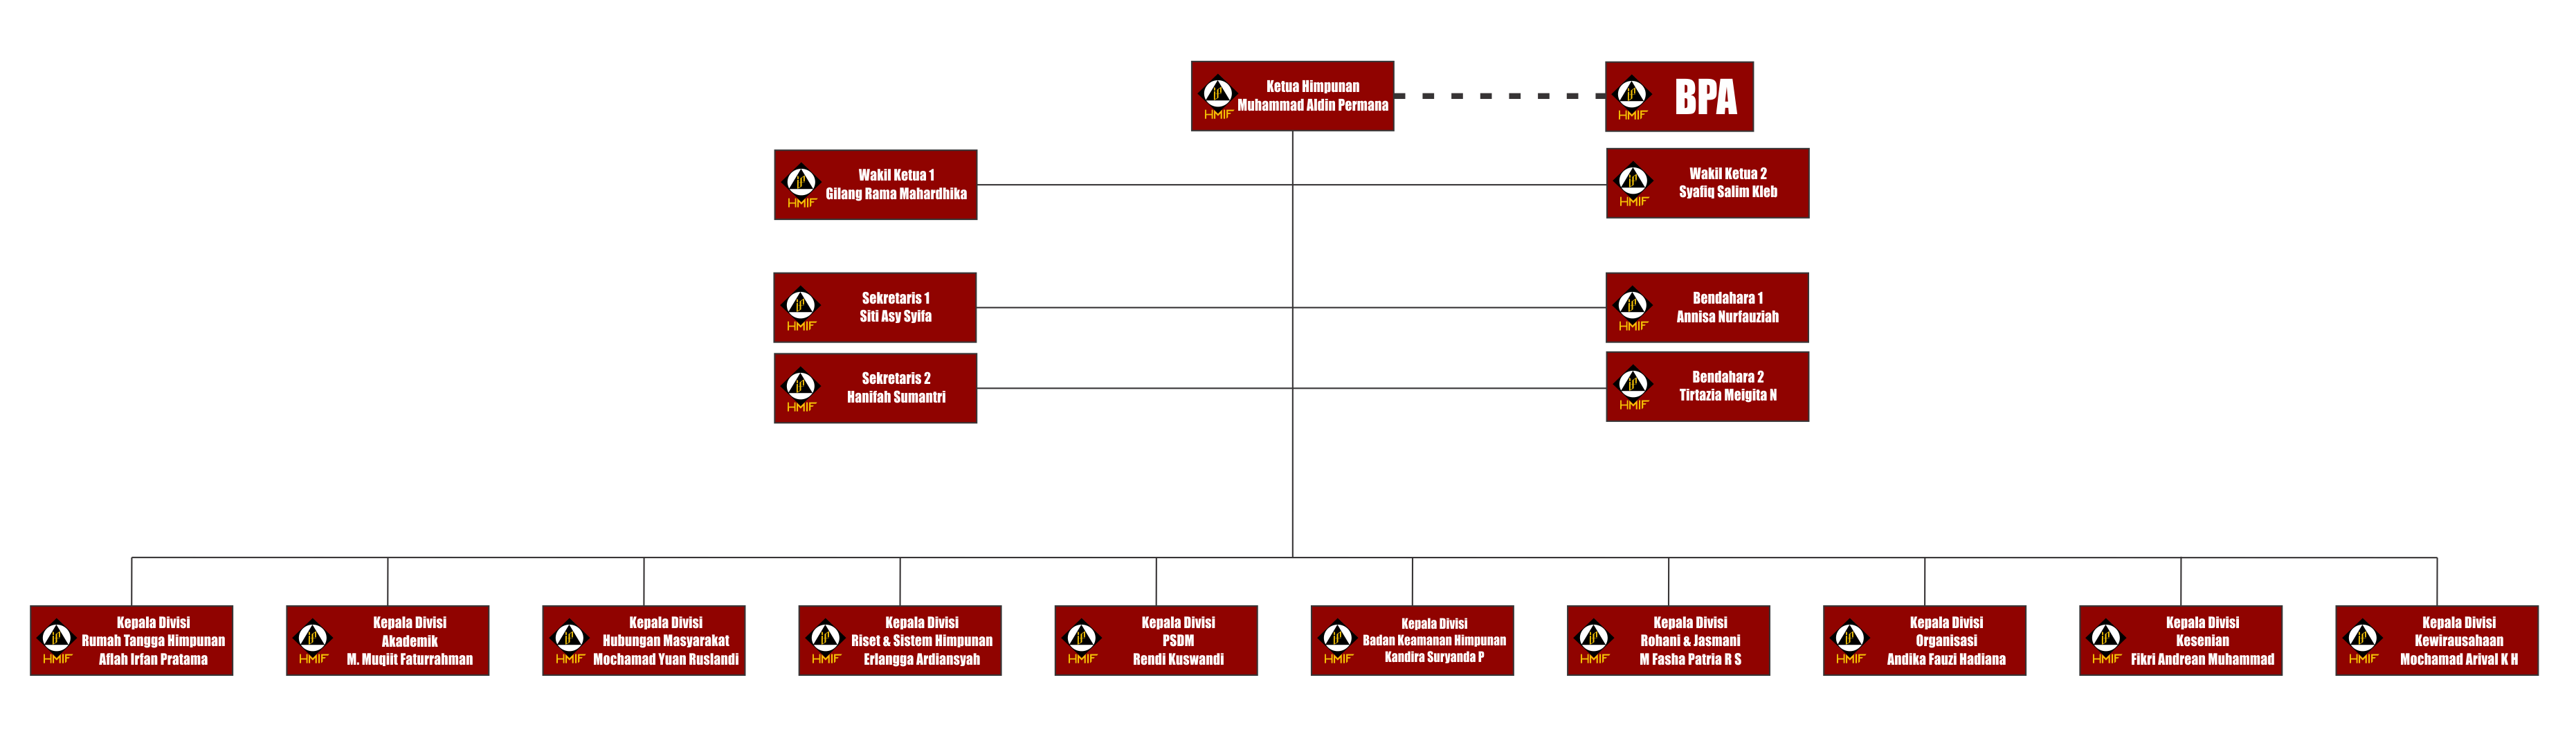 Ketua Himpunan
Muhammad Aldin Permana
HMIF
BPA
HMIF
Wakil Ketua 1
Gilang Rama Mahardhika
HMIF
Wakil Ketua 2
Syafiq Salim Kleb
HMIF
Sekretaris 1
Siti Asy Syifa
HMIF
Bendahara 1
Annisa Nurfauziah
HMIF
Sekretaris 2
Hanifah Sumantri
HMIF
Bendahara 2
Tirtazia Meigita N
HMIF
Kepala Divisi
Rumah Tangga Himpunan
Aflah Irfan Pratama
HMIF
Kepala Divisi
Akademik
M. Muqiit Faturrahman
HMIF
Kepala Divisi
Hubungan Masyarakat
Mochamad Yuan Ruslandi
HMIF
Kepala Divisi
Riset & Sistem Himpunan
Erlangga Ardiansyah
HMIF
Kepala Divisi
PSDM
Rendi Kuswandi
HMIF
Kepala Divisi
Badan Keamanan Himpunan
Kandira Suryanda P
HMIF
Kepala Divisi
Rohani & Jasmani
M Fasha Patria R S
HMIF
Kepala Divisi
Organisasi
Andika Fauzi Hadiana
HMIF
Kepala Divisi
Kesenian
Fikri Andrean Muhammad
HMIF
Kepala Divisi
Kewirausahaan
Mochamad Arival K H
HMIF